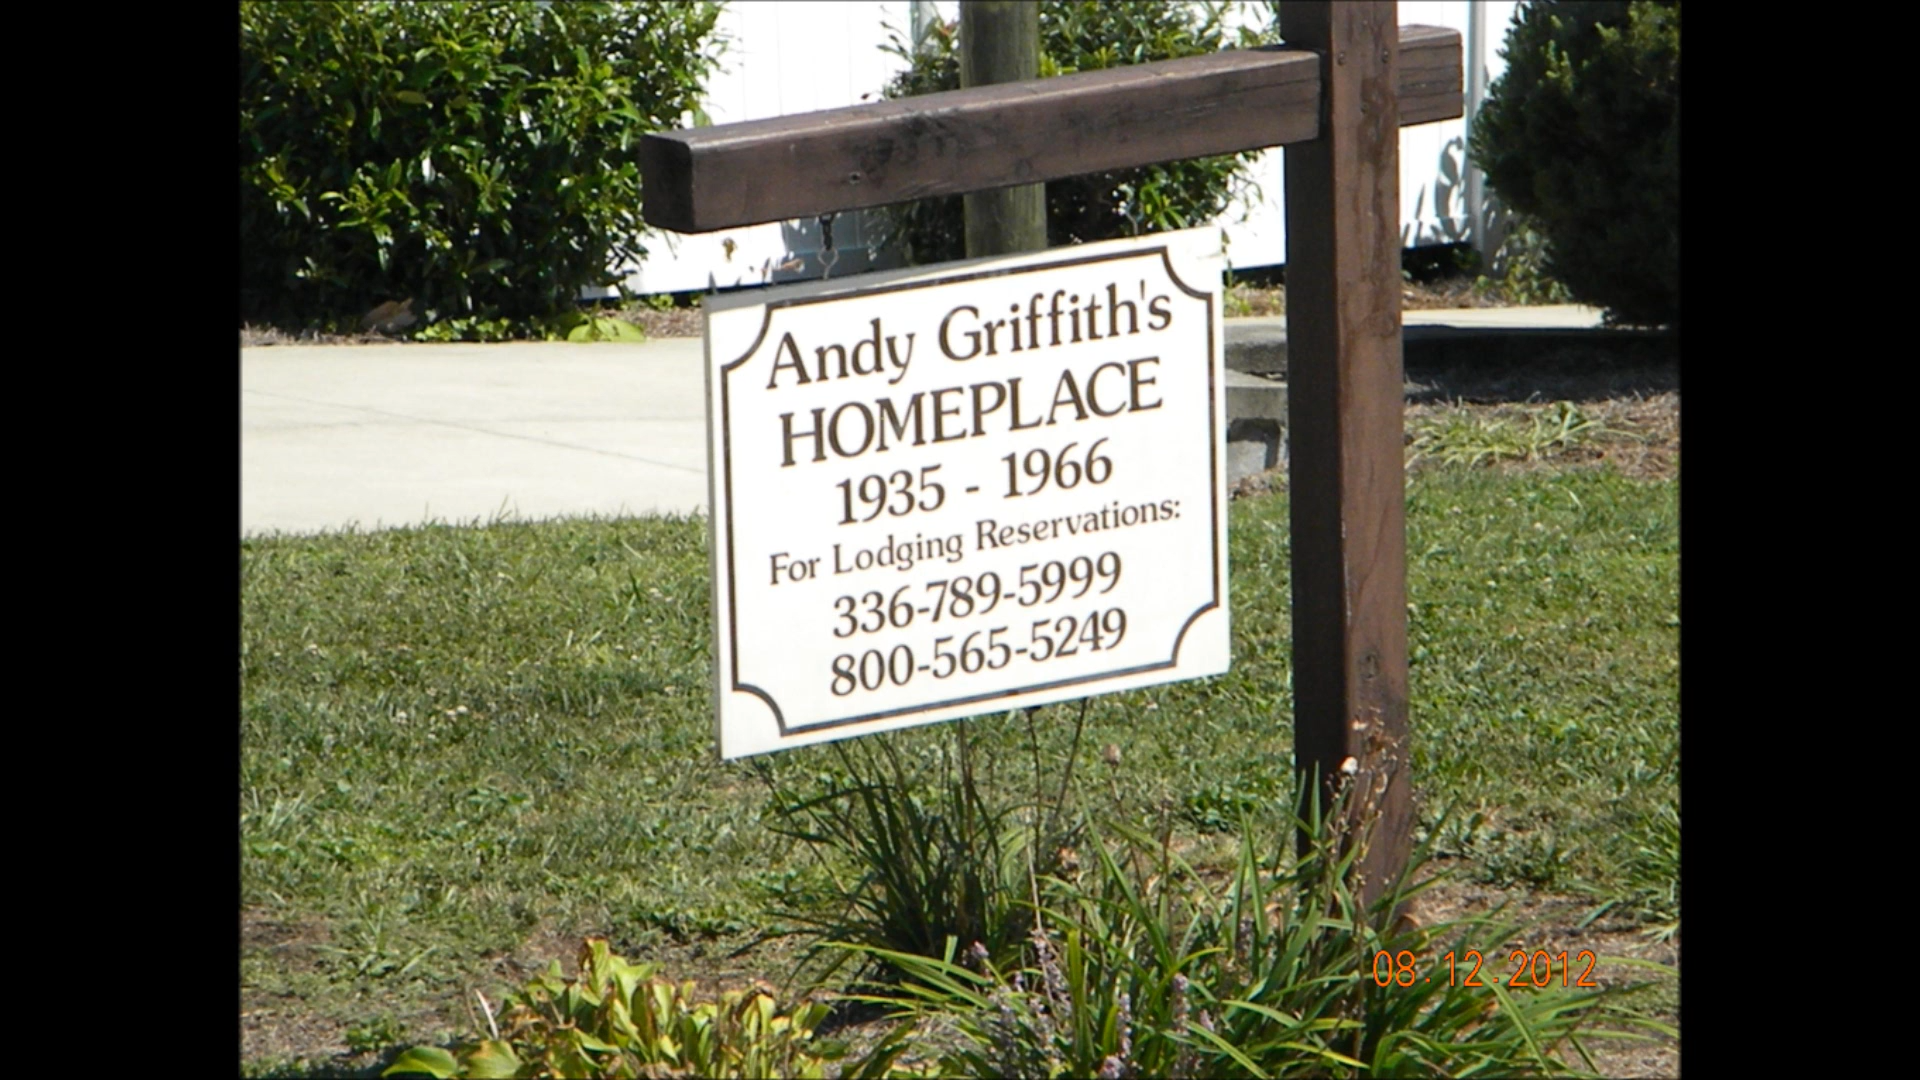 Andy Griffith's
HOMEPLACE
1935 - 1966
For Lodging Reservations:
336-789-5999
800-565-5249
08.12.2012